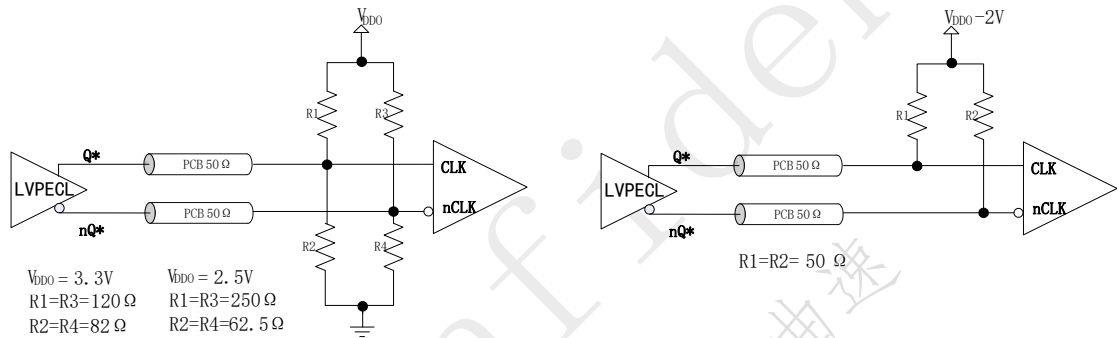 VDDO
R1
R3
Q*
PCB 50 Ω
CLK
LVPECL
PCB 50 Ω
nCLK
nQ*
R2
R4
VDDO = 3.3V
R1=R3=120 Ω
R2=R4=82 Ω
VDDO = 2.5V
R1=R3=250 Ω
R2=R4=62.5 Ω
VDDO-2V
R1
R2
Q*
PCB 50 Ω
CLK
LVPECL
PCB 50 Ω
nCLK
nQ*
R1=R2= 50 Ω